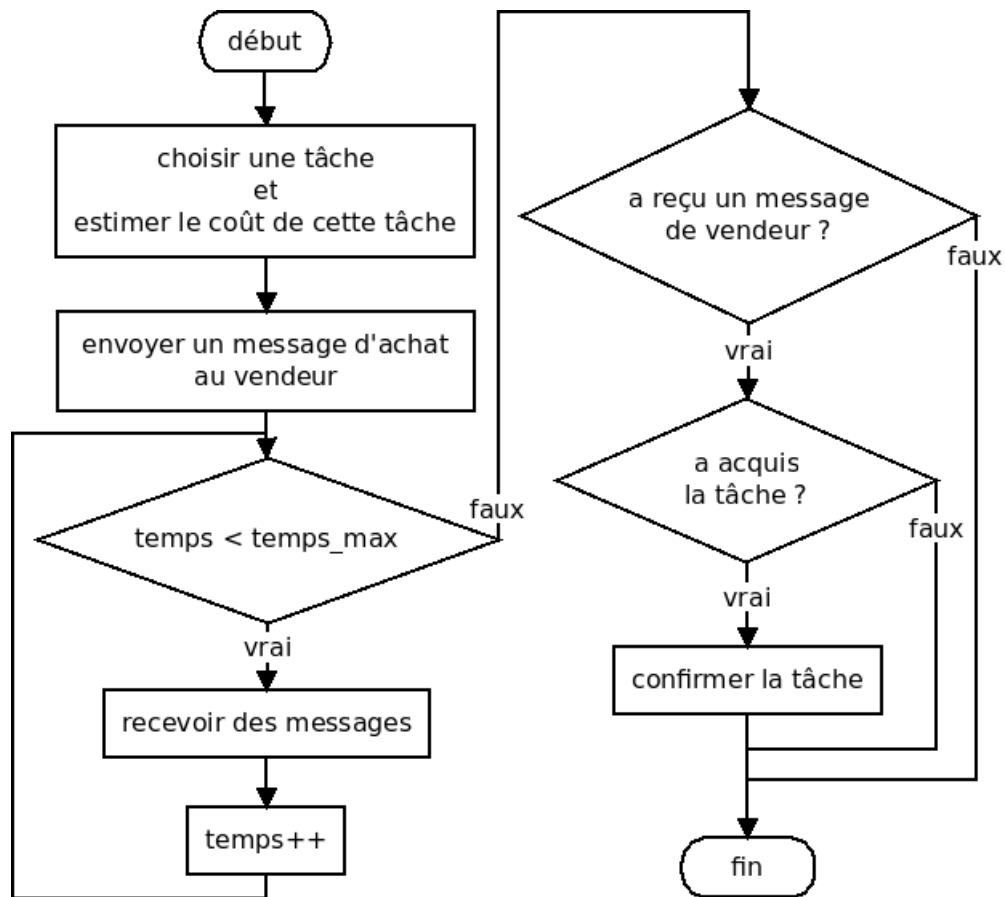 début
choisir une tâche
et
estimer le coût de cette tâche
envoyer un message d'achat
au vendeur
temps < temps_max
faux
vrai
recevoir des messages
temps++
a reçu un message
de vendeur ?
faux
vrai
a acquis
la tâche ?
faux
vrai
confirmer la tâche
fin